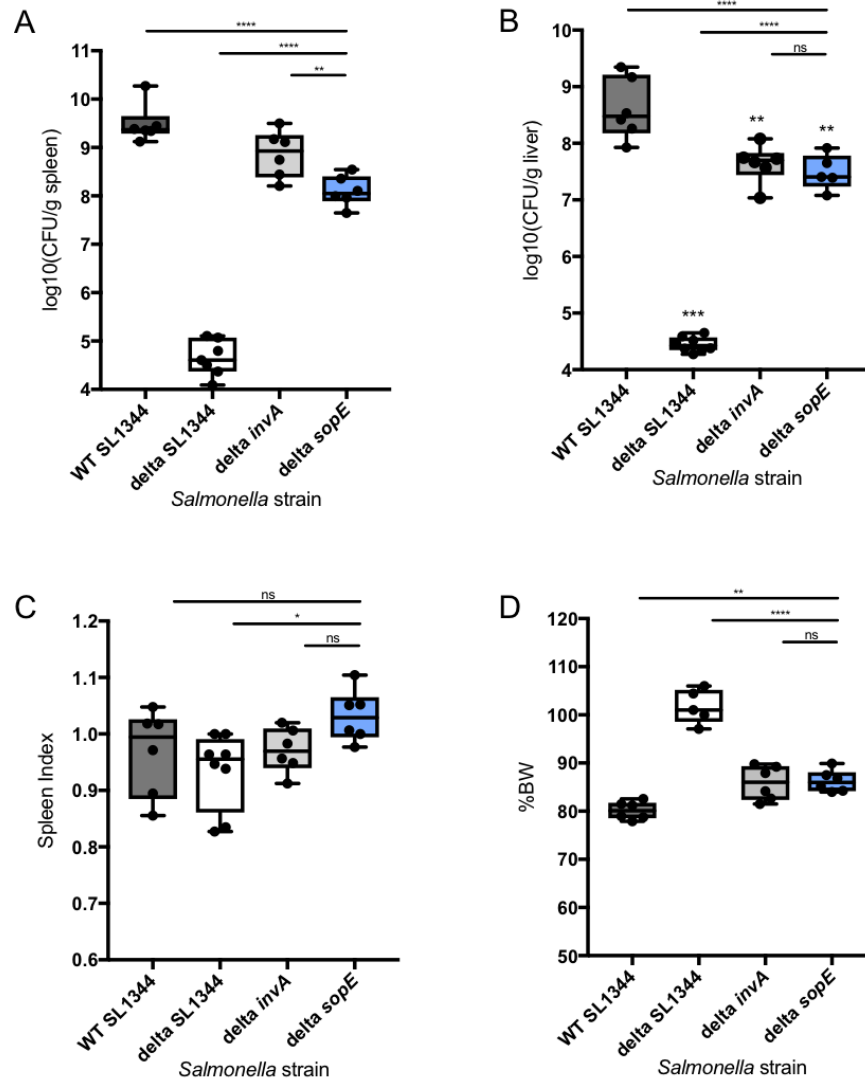 A
****
****
**
log10(CFU/g spleen)
11
10
9
8
5
4
WT SL1344
delta SL1344
delta invA
delta sopE
Salmonella strain
B
****
****
ns
**
**
***
log10(CFU/g liver)
10
9
8
7
5
4
WT SL1344
delta SL1344
delta invA
delta sopE
Salmonella strain
C
ns
*
ns
Spleen Index
1.2
1.1
1.0
0.9
0.8
0.7
0.6
WT SL1344
delta SL1344
delta invA
delta sopE
Salmonella strain
D
**
****
ns
%BW
120
110
100
90
80
70
60
50
WT SL1344
delta SL1344
delta invA
delta sopE
Salmonella strain